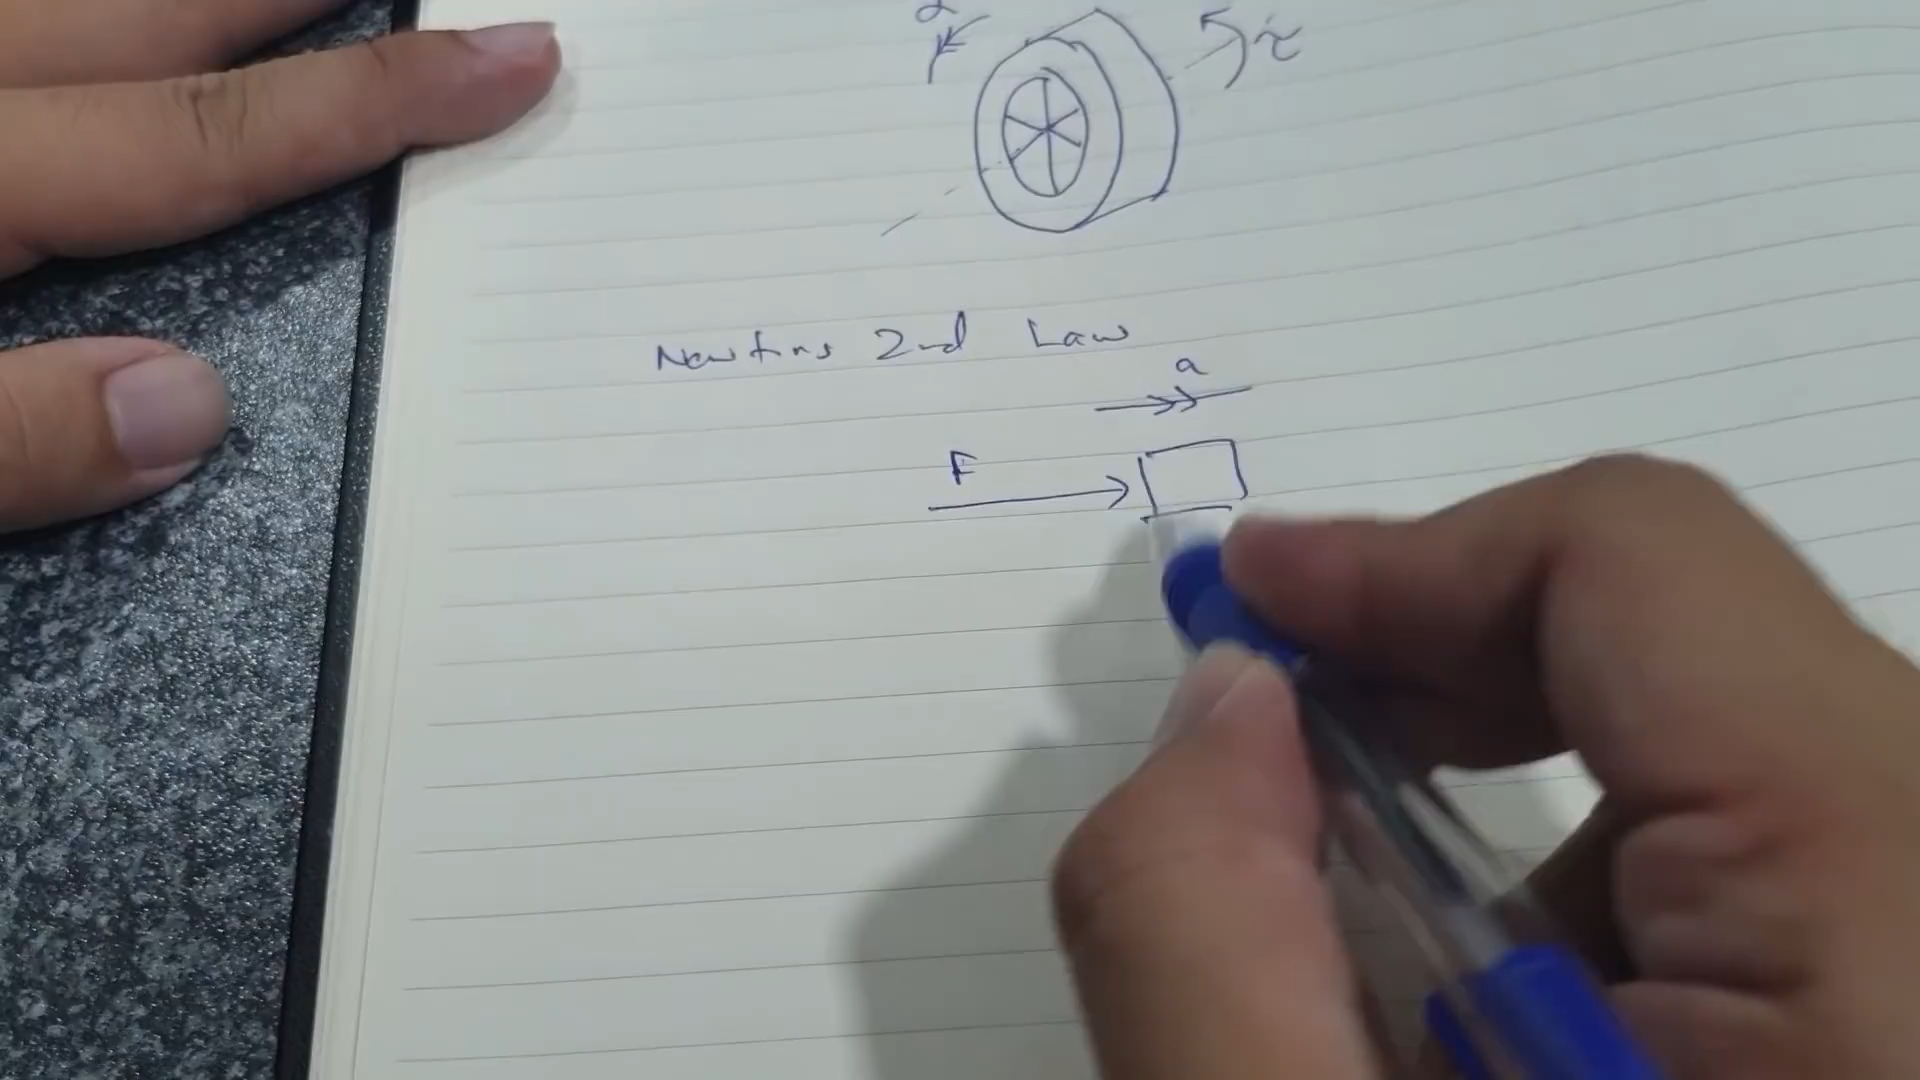 α τ
Newtons 2nd Law
a
F